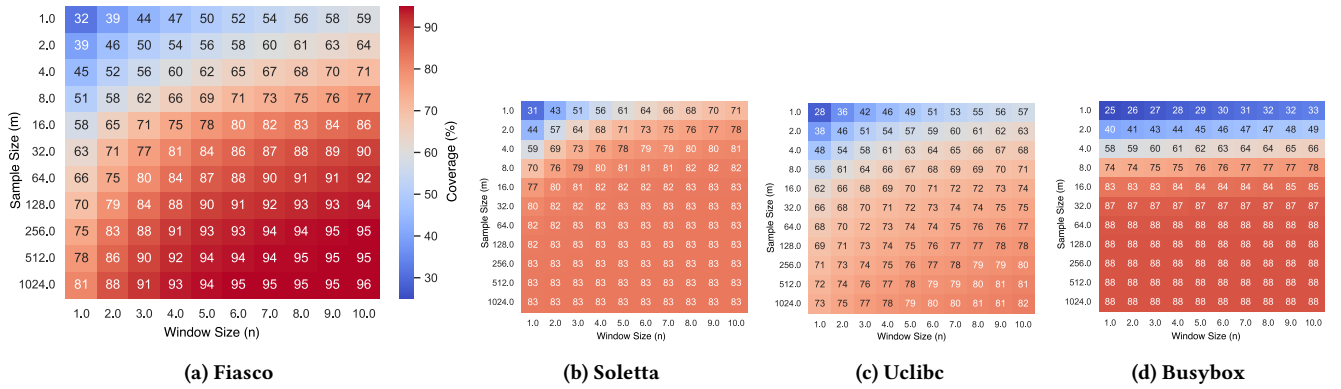 1.0 32 39 44 47 50 52 54 56 58 59
2.0 39 46 50 54 56 58 60 61 63 64
4.0 45 52 56 60 62 65 67 68 70 71
8.0 51 58 62 66 69 71 73 75 76 77
16.0 58 65 71 75 78 80 82 83 84 86
32.0 63 71 77 81 84 86 87 88 89 90
64.0 66 75 80 84 87 88 90 91 91 92
128.0 70 79 84 88 90 91 92 93 93 94
256.0 75 83 88 91 93 93 94 94 95 95
512.0 78 86 90 92 94 94 94 95 95 95
1024.0 81 88 91 93 94 95 95 95 95 96
1.0 2.0 3.0 4.0 5.0 6.0 7.0 8.0 9.0 10.0
Sample Size (m)
Window Size (n)
90
80
70
60
50
40
30
Coverage (%)
(a) Fiasco
1.0 31 43 51 56 61 64 66 68 70 71
2.0 44 57 64 68 71 73 75 76 77 78
4.0 59 69 73 76 78 79 79 80 80 81
8.0 70 76 79 80 81 81 81 82 82 82
16.0 77 80 81 82 82 82 82 82 83 83
32.0 80 82 82 82 83 83 83 83 83 83
64.0 82 82 83 83 83 83 83 83 83 83
128.0 82 83 83 83 83 83 83 83 83 83
256.0 82 83 83 83 83 83 83 83 83 83
512.0 83 83 83 83 83 83 83 83 83 83
1024.0 83 83 83 83 83 83 83 83 83 83
1.0 2.0 3.0 4.0 5.0 6.0 7.0 8.0 9.0 10.0
Sample Size (m)
Window Size (n)
(b) Soletta
1.0 28 36 42 46 49 51 53 55 56 57
2.0 38 46 51 54 57 59 60 61 62 63
4.0 48 54 58 61 63 64 65 66 67 68
8.0 56 61 64 66 67 68 69 70 71 71
16.0 62 66 68 69 70 71 72 72 73 74
32.0 66 68 70 71 72 73 74 74 75 75
64.0 68 70 72 73 74 75 76 76 76 77
128.0 69 71 73 74 75 76 77 77 78 78
256.0 71 73 74 75 76 77 78 79 79 80
512.0 72 74 76 77 78 79 79 80 81 81
1024.0 73 75 77 78 79 80 80 81 81 82
1.0 2.0 3.0 4.0 5.0 6.0 7.0 8.0 9.0 10.0
Sample Size (m)
Window Size (n)
(c) Uclibc
1.0 25 26 27 28 29 30 31 32 32 33
2.0 40 41 43 44 45 46 47 47 48 49
4.0 58 59 60 61 62 63 64 64 65 66
8.0 74 74 75 75 76 76 77 77 77 78
16.0 83 83 83 84 84 84 84 84 85 85
32.0 87 87 87 87 87 87 87 87 87 87
64.0 88 88 88 88 88 88 88 88 88 88
128.0 88 88 88 88 88 88 88 88 88 88
256.0 88 88 88 88 88 88 88 88 88 88
512.0 88 88 88 88 88 88 88 88 88 88
1024.0 88 88 88 88 88 88 88 88 88 88
1.0 2.0 3.0 4.0 5.0 6.0 7.0 8.0 9.0 10.0
Sample Size (m)
Window Size (n)
(d) Busybox